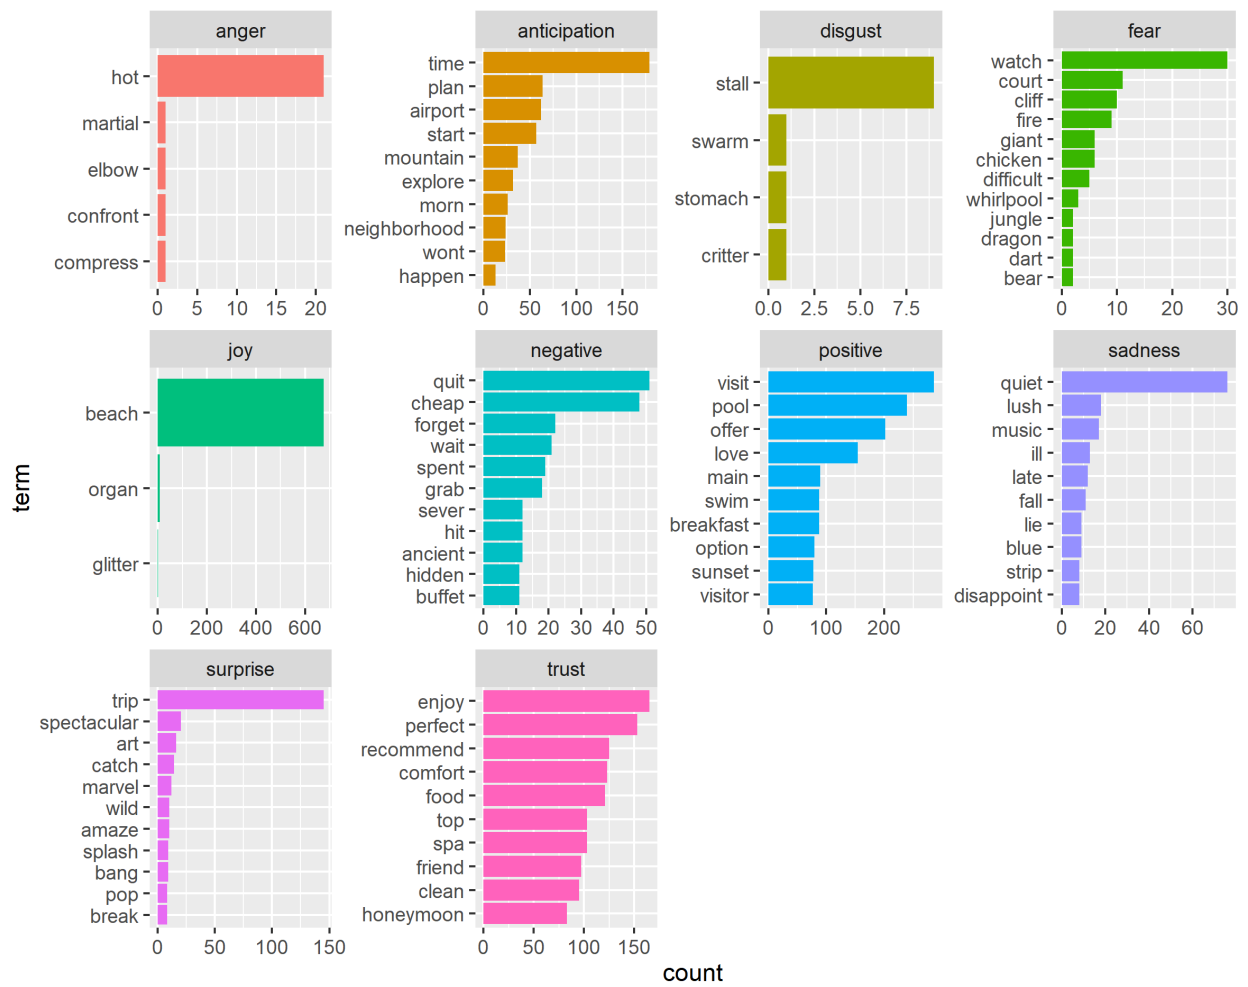 anger
hot
martial
elbow
confront
compress
0 5 10 15 20
anticipation
time
plan
airport
start
mountain
explore
morn
neighborhood
wont
happen
0 50 100 150
disgust
stall
swarm
stomach
critter
0.0 2.5 5.0 7.5
fear
watch
court
cliff
fire
giant
chicken
difficult
whirlpool
jungle
dragon
dart
bear
0 10 20 30
joy
beach
organ
glitter
0 200 400 600
negative
quit
cheap
forget
wait
spent
grab
sever
hit
ancient
hidden
buffet
0 10 20 30 40 50
positive
visit
pool
offer
love
main
swim
breakfast
option
sunset
visitor
0 100 200
sadness
quiet
lush
music
ill
late
fall
lie
blue
strip
disappoint
0 20 40 60
surprise
trip
spectacular
art
catch
marvel
wild
amaze
splash
bang
pop
break
0 50 100 150
trust
enjoy
perfect
recommend
comfort
food
top
spa
friend
clean
honeymoon
0 50 100 150
term
count